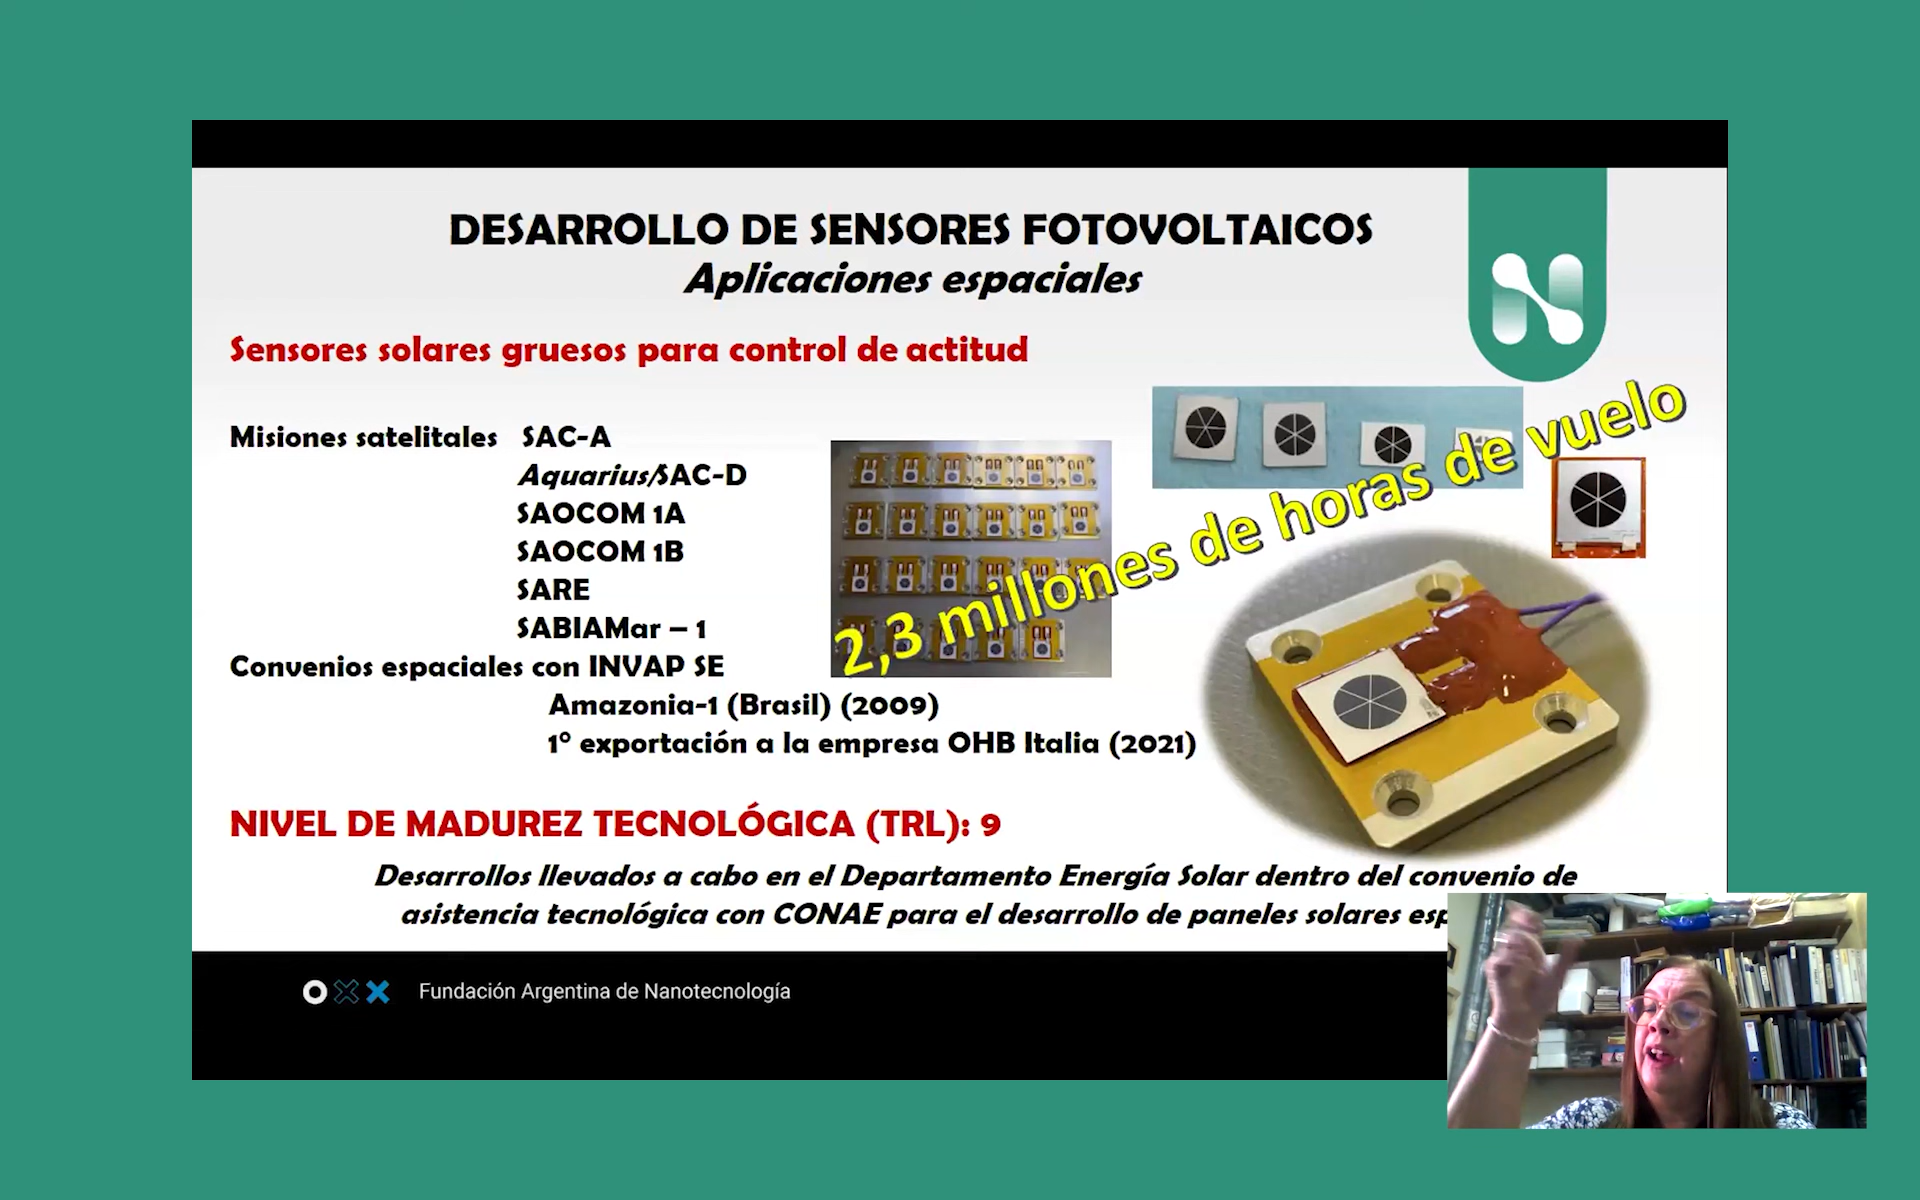 DESARROLLO DE SENSORES FOTOVOLTAICOS
Aplicaciones espaciales
Sensores solares gruesos para control de actitud
Misiones satelitales SAC-A
Aquarius/SAC-D
SAOCOM 1A
SAOCOM 1B
SARE
SABIAMar – 1
Convenios espaciales con INVAP SE
Amazonia-1 (Brasil) (2009)
1° exportación a la empresa OHB Italia (2021)
2,3 millones de horas de vuelo
NIVEL DE MADUREZ TECNOLÓGICA (TRL): 9
Desarrollos llevados a cabo en el Departamento Energía Solar dentro del convenio de
asistencia tecnológica con CONAE para el desarrollo de paneles solares
Fundación Argentina de Nanotecnología